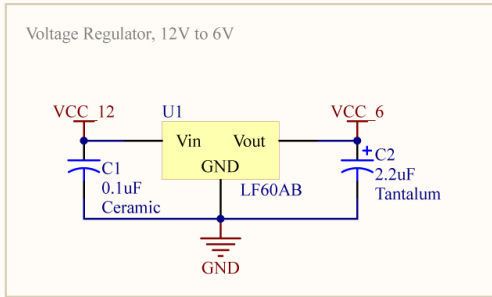 Voltage Regulator, 12V to 6V
VCC_12
U1
VCC_6
Vin
Vout
GND
C1
0.1uF
Ceramic
LF60AB
+
C2
2.2uF
Tantalum
GND